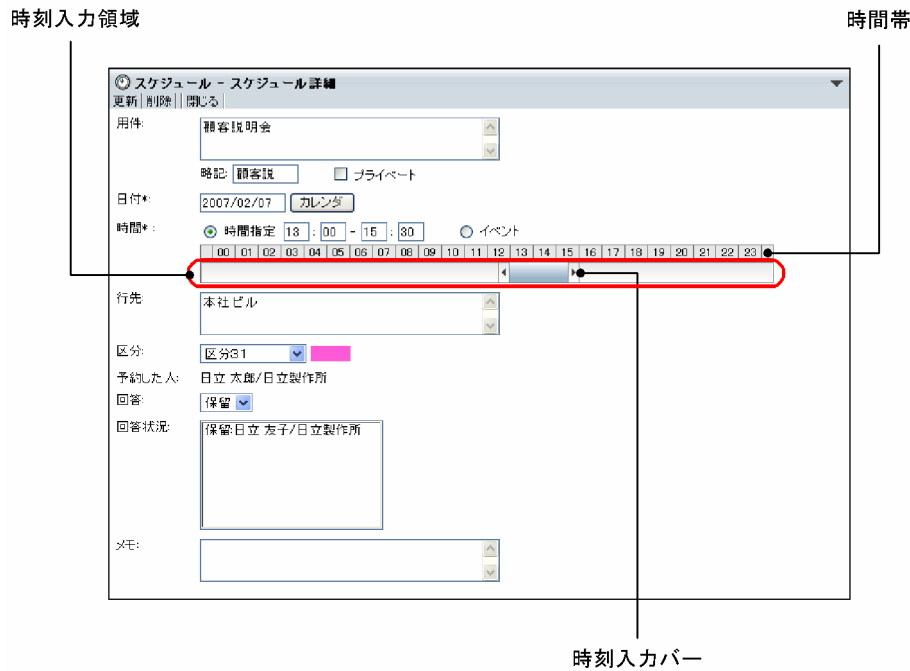 時刻入力領域
時間帯
スケジュール - スケジュール詳細
更新 削除 閉じる
用件:
顧客説明会
略記: 顧客説 プライベート
日付*:
2007/02/07 カレンダ
時間*:
時間指定 13 : 00 - 15 : 30 イベント
00 01 02 03 04 05 06 07 08 09 10 11 12 13 14 15 16 17 18 19 20 21 22 23
行先:
本社ビル
区分:
区分31
予約した人: 日立 太郎/日立製作所
回答:
保留
回答状況:
保留:日立 友子/日立製作所
メモ:
時刻入力バー